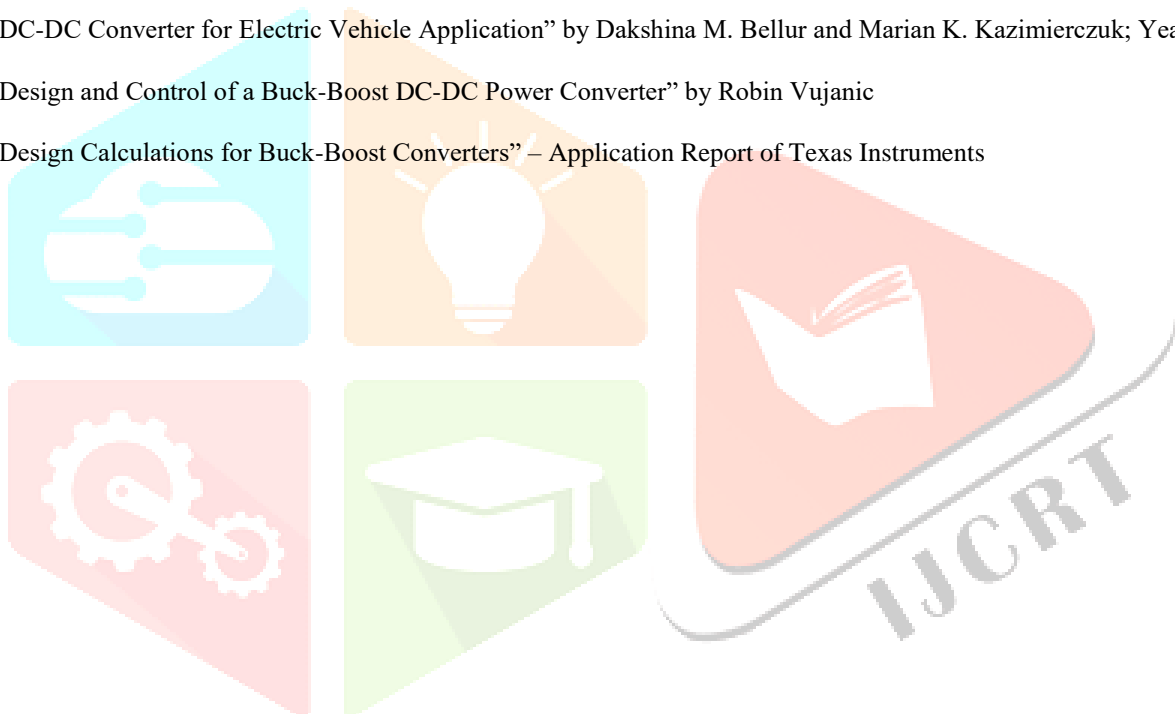 DC-DC Converter for Electric Vehicle Application” by Dakshina M. Bellur and Marian K. Kazimierczuk;
Design and Control of a Buck-Boost DC-DC Power Converter” by Robin Vujanic
Design Calculations for Buck-Boost Converters” – Application Report of Texas Instruments
IJCRT